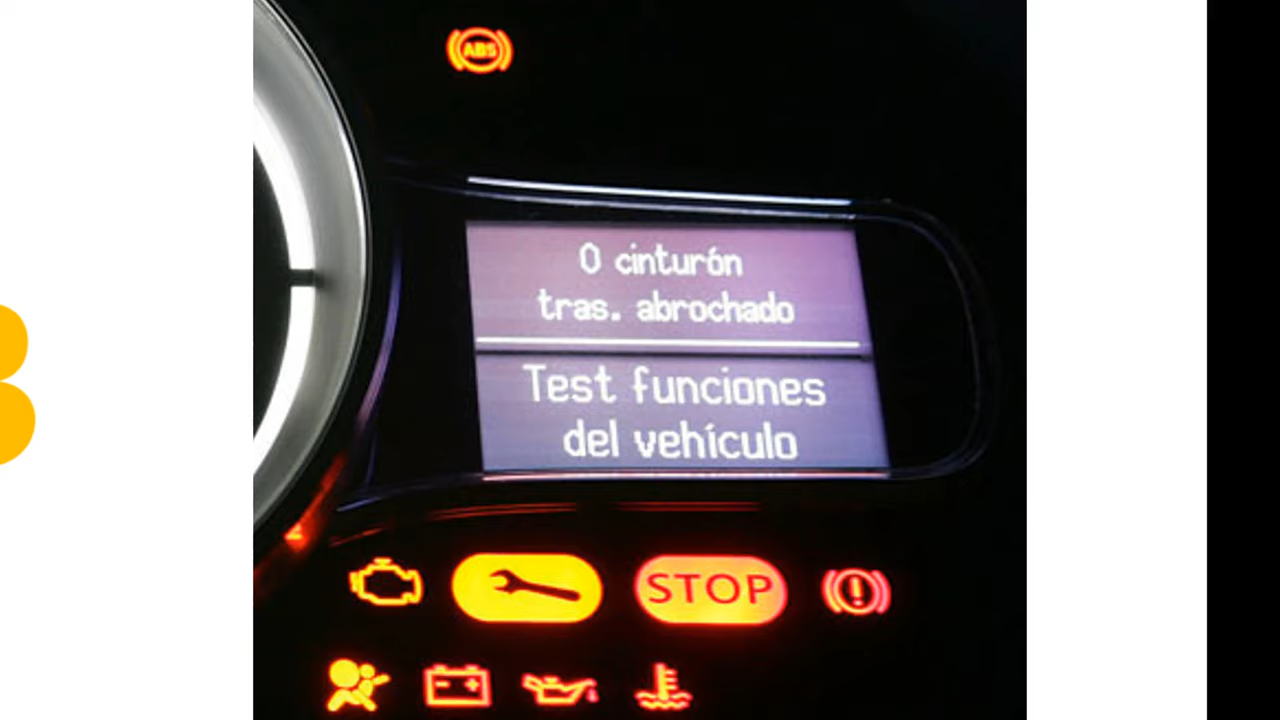 ABS
0 cinturón
tras. abrochado
Test funciones
del vehículo
STOP